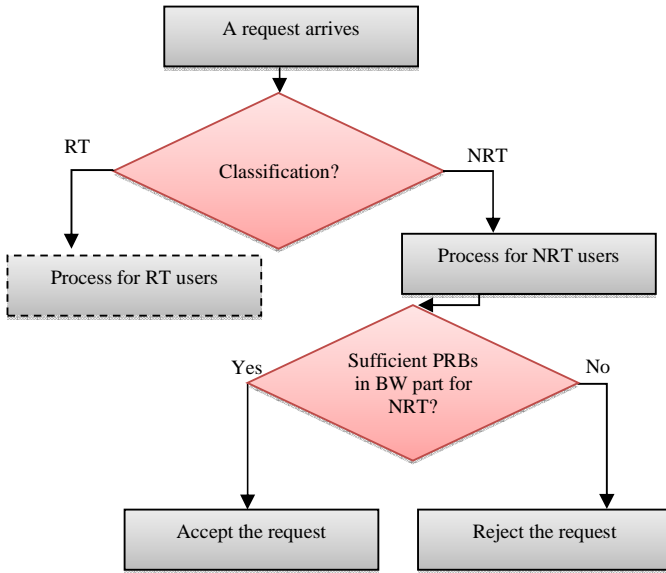 A request arrives
RT
NRT
Classification?
Process for RT users
Process for NRT users
Yes
Sufficient PRBs
in BW part for
NRT?
No
Accept the request
Reject the request